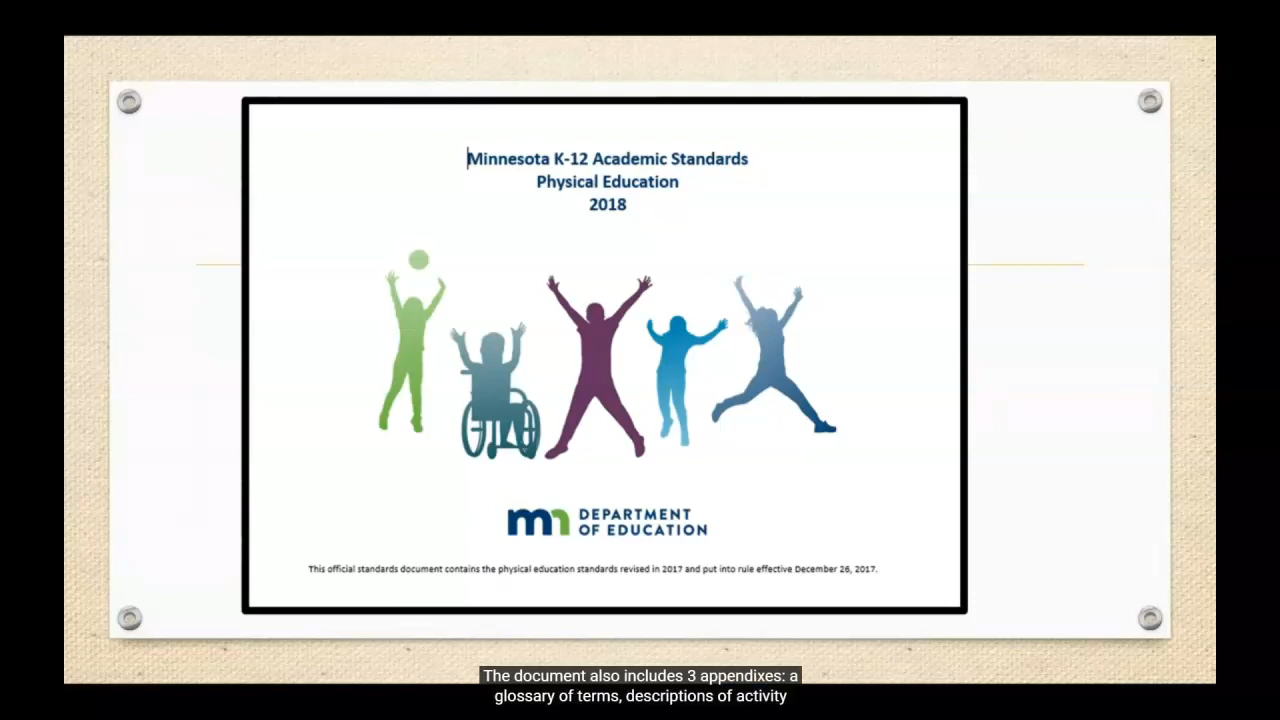 Minnesota K-12 Academic Standards
Physical Education
2018
mn DEPARTMENT
OF EDUCATION
This official standards document contains the physical education standards revised in 2017 and put into rule effective December 26, 2017.
The document also includes 3 appendixes: a
glossary of terms, descriptions of activity